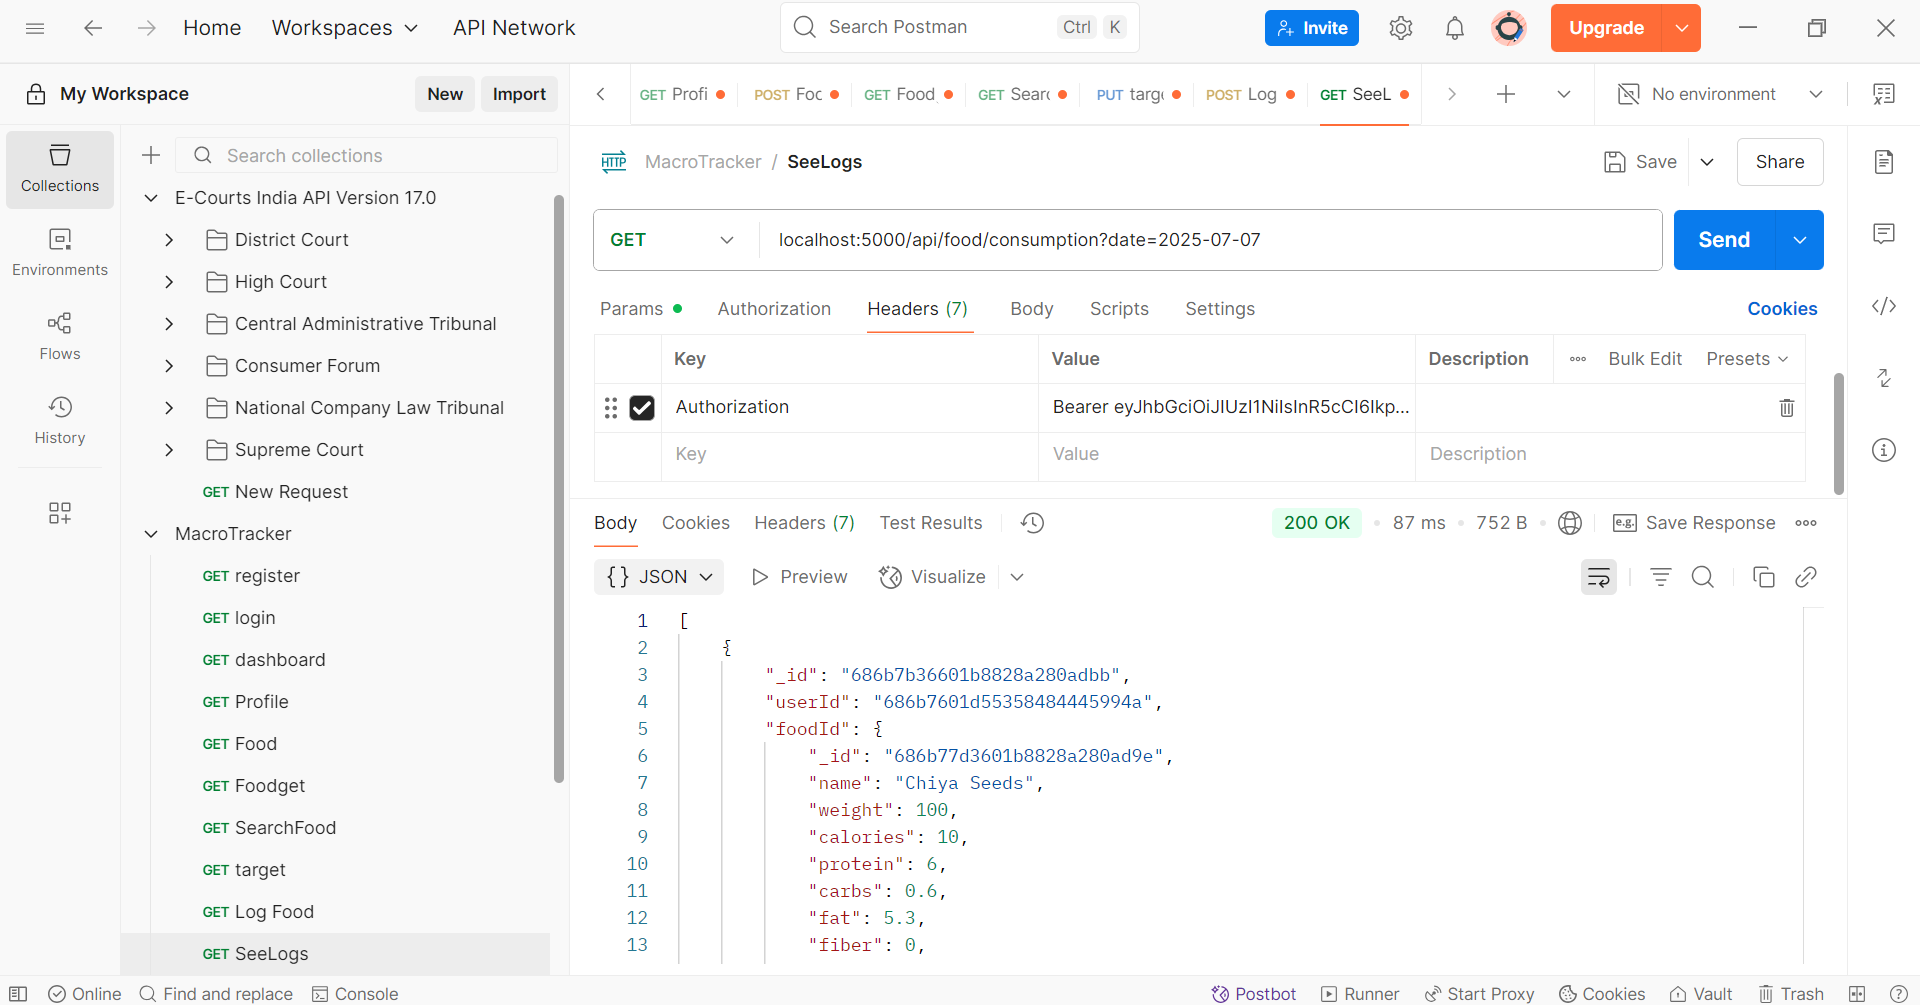 Home
Workspaces
API Network
Search Postman
Ctrl
K
Invite
Upgrade
My Workspace
New
Import
GET Profi
POST Foc
GET Food
GET Searc
PUT targ
POST Log
GET SeeL
No environment
Collections
Environments
Flows
History
Search collections
E-Courts India API Version 17.0
District Court
High Court
Central Administrative Tribunal
Consumer Forum
National Company Law Tribunal
Supreme Court
GET New Request
MacroTracker
GET register
GET login
GET dashboard
GET Profile
GET Food
GET Foodget
GET SearchFood
GET target
GET Log Food
GET SeeLogs
HTTP
MacroTracker / SeeLogs
Save
Share
GET
localhost:5000/api/food/consumption?date=2025-07-07
Send
Params
Authorization
Headers (7)
Body
Scripts
Settings
Cookies
Key
Value
Description
Bulk Edit
Presets
Authorization
Bearer eyJhbGciOiJIUzI1NiIsInR5cCI6Ikp...
Key
Value
Description
Body
Cookies
Headers (7)
Test Results
200 OK
87 ms
752 B
e.g.
Save Response
{} JSON
Preview
Visualize
1 [
2 {
3 "_id": "686b7b36601b8828a280adbb",
4 "userId": "686b7601d55358484445994a",
5 "foodId": {
6 "_id": "686b77d3601b8828a280ad9e",
7 "name": "Chiya Seeds",
8 "weight": 100,
9 "calories": 10,
10 "protein": 6,
11 "carbs": 0.6,
12 "fat": 5.3,
13 "fiber": 0,
Online
Find and replace
Console
Postbot
Runner
Start Proxy
Cookies
Vault
Trash